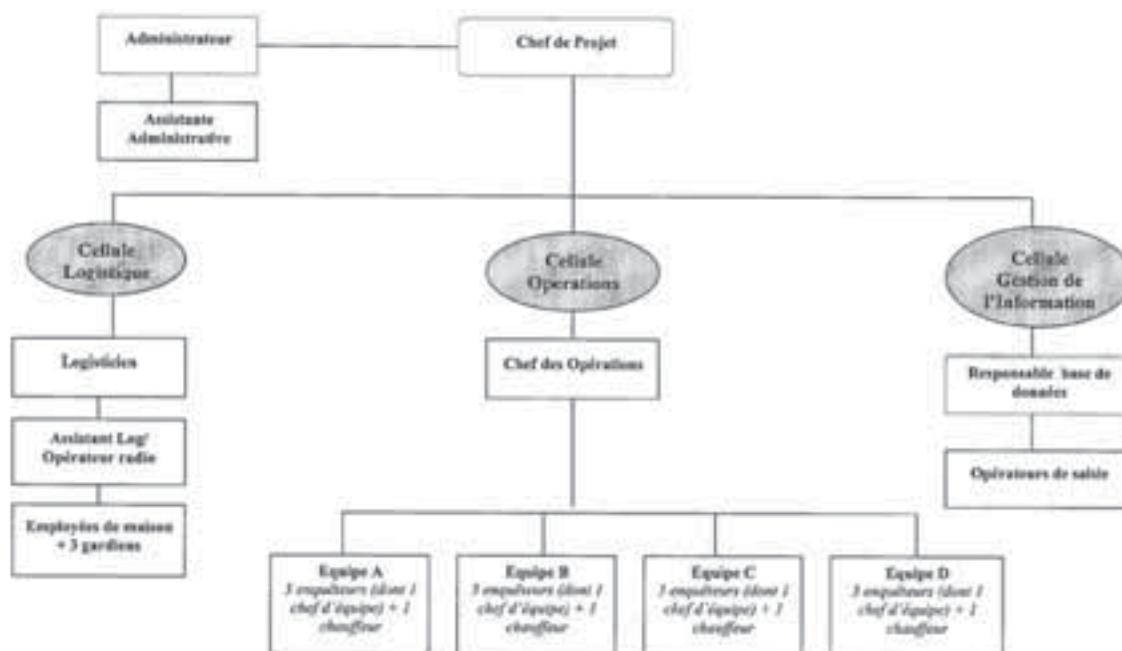 Administrateur
Chef de Projet
Assistante
Administrative
Cellule
Logistique
Cellule
Operations
Cellule
Gestion de
l'Information
Logisticien
Chef des Opérations
Responsable base de
données
Assistant Log/
Opérateur radio
Opérateurs de saisie
Employées de maison
+ 3 gardiens
Equipe A
3 enquêteurs (dont 1
chef d'équipe) + 1
chauffeur
Equipe B
3 enquêteurs (dont 1
chef d'équipe) + 1
chauffeur
Equipe C
3 enquêteurs (dont 1
chef d'équipe) + 1
chauffeur
Equipe D
3 enquêteurs (dont 1
chef d'équipe) + 1
chauffeur